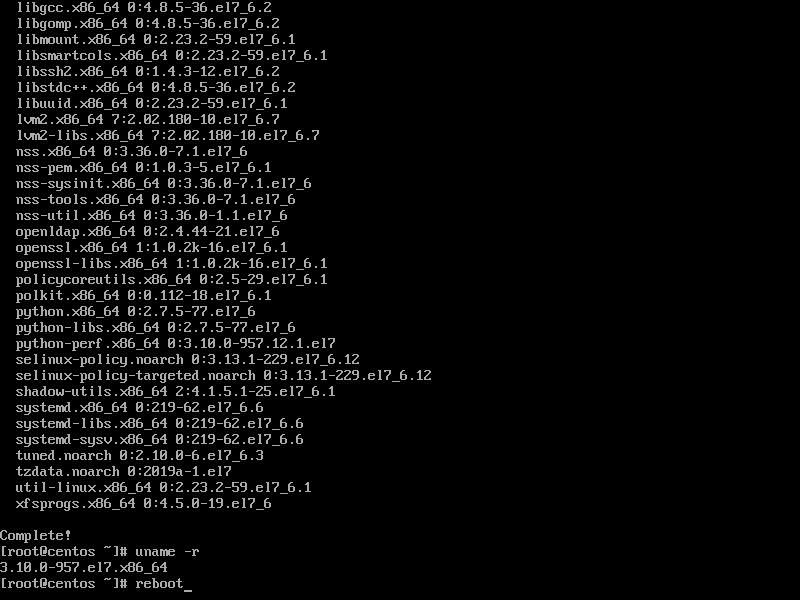 libgcc.x86_64 0:4.8.5-36.el7_6.2
libgomp.x86_64 0:4.8.5-36.el7_6.2
libmount.x86_64 0:2.23.2-59.el7_6.1
libsmartcols.x86_64 0:2.23.2-59.el7_6.1
libssh2.x86_64 0:1.4.3-12.el7_6.2
libstdc++.x86_64 0:4.8.5-36.el7_6.2
libuuid.x86_64 0:2.23.2-59.el7_6.1
lvm2.x86_64 7:2.02.180-10.el7_6.7
lvm2-libs.x86_64 7:2.02.180-10.el7_6.7
nss.x86_64 0:3.36.0-7.1.el7_6
nss-pem.x86_64 0:1.0.3-5.el7_6.1
nss-sysinit.x86_64 0:3.36.0-7.1.el7_6
nss-tools.x86_64 0:3.36.0-7.1.el7_6
nss-util.x86_64 0:3.36.0-1.1.el7_6
openldap.x86_64 0:2.4.44-21.el7_6
openssl.x86_64 1:1.0.2k-16.el7_6.1
openssl-libs.x86_64 1:1.0.2k-16.el7_6.1
policycoreutils.x86_64 0:2.5-29.el7_6.1
polkit.x86_64 0:0.112-18.el7_6.1
python.x86_64 0:2.7.5-77.el7_6
python-libs.x86_64 0:2.7.5-77.el7_6
python-perf.x86_64 0:3.10.0-957.12.1.el7
selinux-policy.noarch 0:3.13.1-229.el7_6.12
selinux-policy-targeted.noarch 0:3.13.1-229.el7_6.12
shadow-utils.x86_64 2:4.1.5.1-25.el7_6.1
systemd.x86_64 0:219-62.el7_6.6
systemd-libs.x86_64 0:219-62.el7_6.6
systemd-sysv.x86_64 0:219-62.el7_6.6
tuned.noarch 0:2.10.0-6.el7_6.3
tzdata.noarch 0:2019a-1.el7
util-linux.x86_64 0:2.23.2-59.el7_6.1
xfsprogs.x86_64 0:4.5.0-19.el7_6
Complete!
[root@centos ~]# uname -r
3.10.0-957.el7.x86_64
[root@centos ~]# reboot_